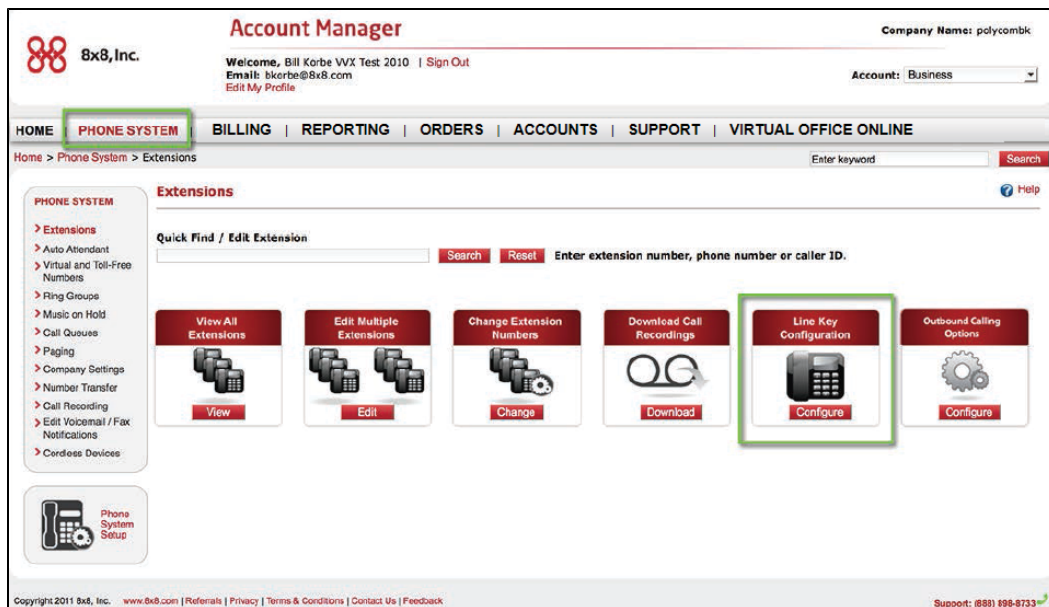 Account Manager
Company Name: polycombk
8x8, Inc.
Welcome, Bill Korbe VVX Test 2010 | Sign Out
Email: bkorbe@8x8.com
Edit My Profile
Account: Business
HOME | PHONE SYSTEM | BILLING | REPORTING | ORDERS | ACCOUNTS | SUPPORT | VIRTUAL OFFICE ONLINE
Home > Phone System > Extensions
Enter keyword
Search
PHONE SYSTEM
Extensions
Auto Attendant
Virtual and Toll-Free
Numbers
Ring Groups
Music on Hold
Call Queues
Paging
Company Settings
Number Transfer
Call Recording
Edit Voicemail / Fax
Notifications
Cordless Devices
Phone
System
Setup
Extensions
Help
Quick Find / Edit Extension
Search Reset Enter extension number, phone number or caller ID.
View All
Extensions
View
Edit Multiple
Extensions
Edit
Change Extension
Numbers
Change
Download Call
Recordings
Download
Line Key
Configuration
Configure
Outbound Calling
Options
Configure
Copyright 2011 8x8, Inc. www.8x8.com | Referrals | Privacy | Terms & Conditions | Contact Us | Feedback
Support: (888) 898-8733